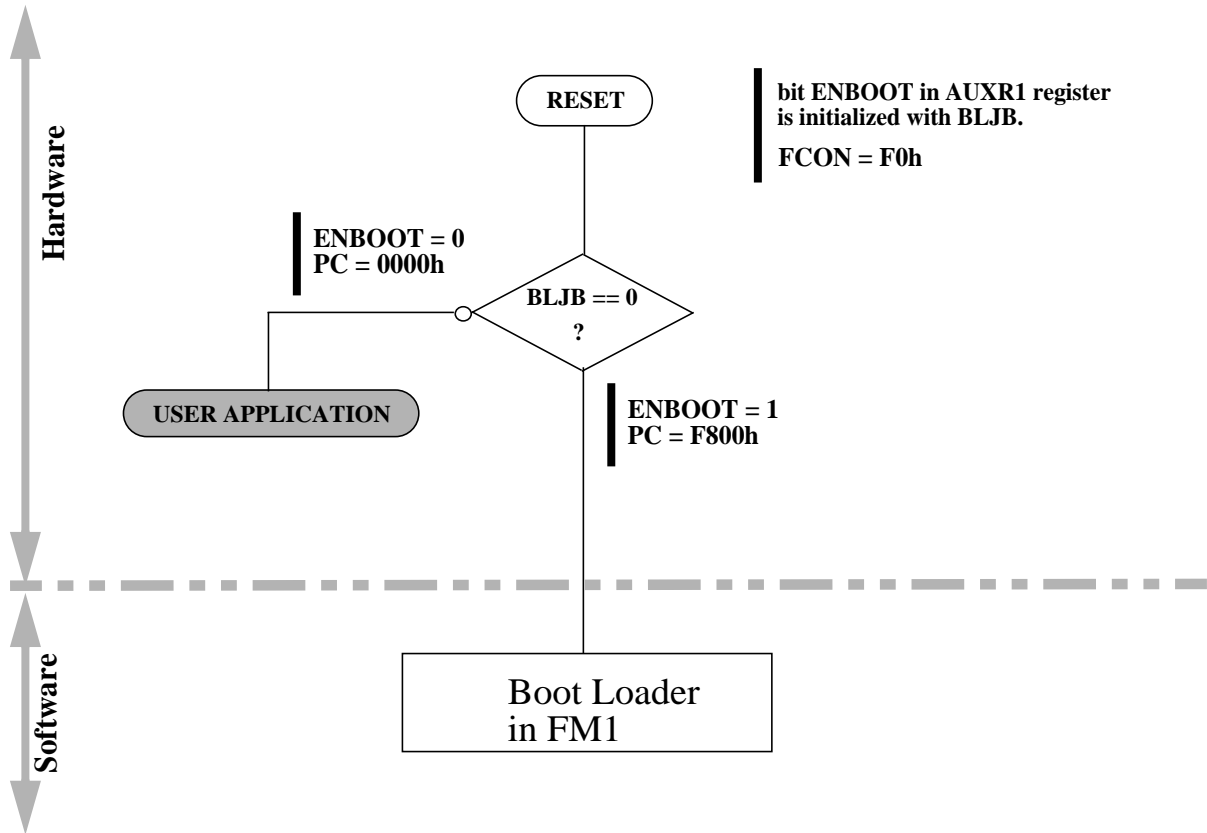 Hardware
RESET
bit ENBOOT in AUXR1 register
is initialized with BLJB.
FCON = F0h
ENBOOT = 0
PC = 0000h
BLJB == 0
?
USER APPLICATION
ENBOOT = 1
PC = F800h
Software
Boot Loader
in FM1